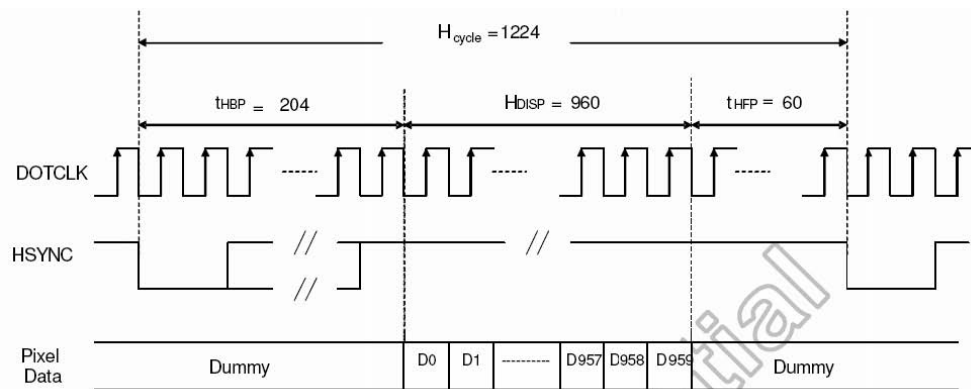 Hcycle =1224
tHBP = 204
HDISP = 960
tHFP = 60
DOTCLK
HSYNC
Pixel Data
Dummy
D0
D1
D957
D958
D959
Dummy